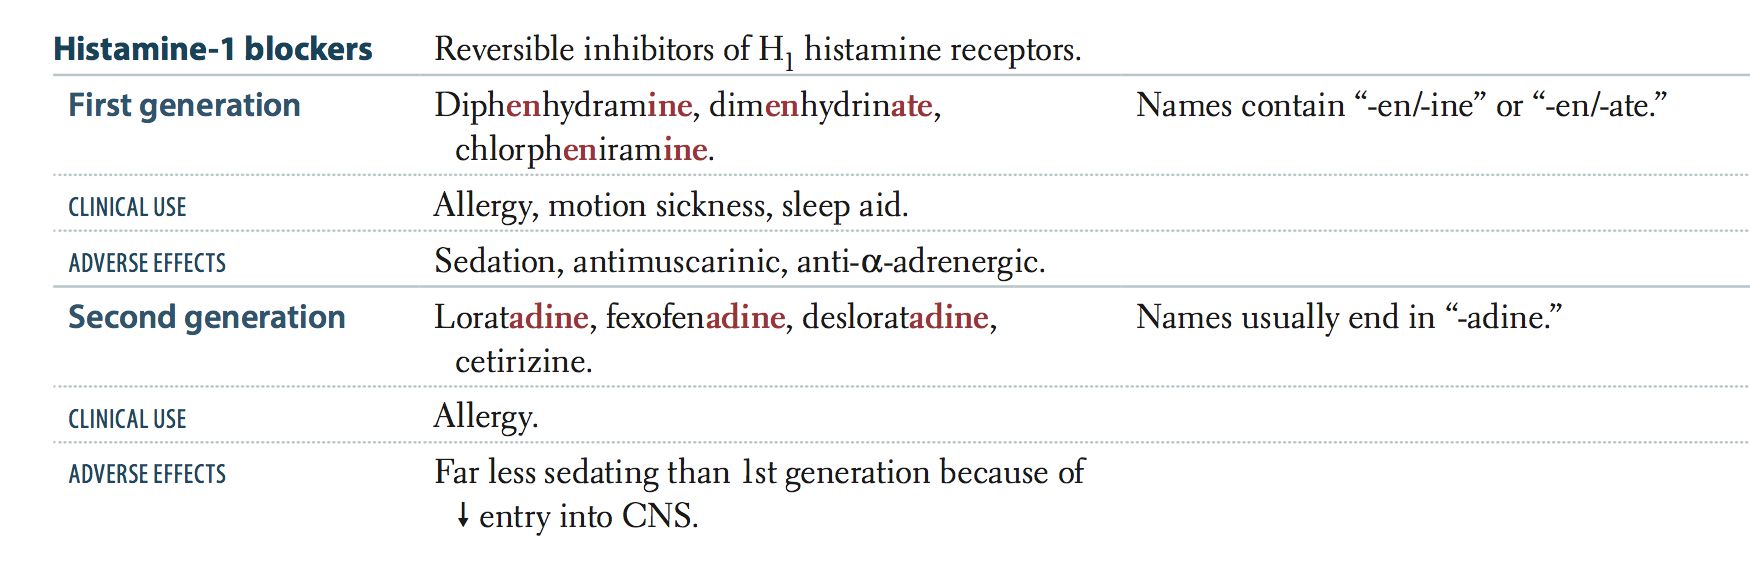 Histamine-1 blockers Reversible inhibitors of H1 histamine receptors.
First generation Diphenhydramine, dimenhydrinate, Names contain “-en/-ine” or “-en/-ate.”
chlorpheniramine.
CLINICAL USE Allergy, motion sickness, sleep aid.
ADVERSE EFFECTS Sedation, antimuscarinic, anti-α-adrenergic.
Second generation Loratadine, fexofenadine, desloratadine, Names usually end in “-adine.”
cetirizine.
CLINICAL USE Allergy.
ADVERSE EFFECTS Far less sedating than 1st generation because of
↓ entry into CNS.